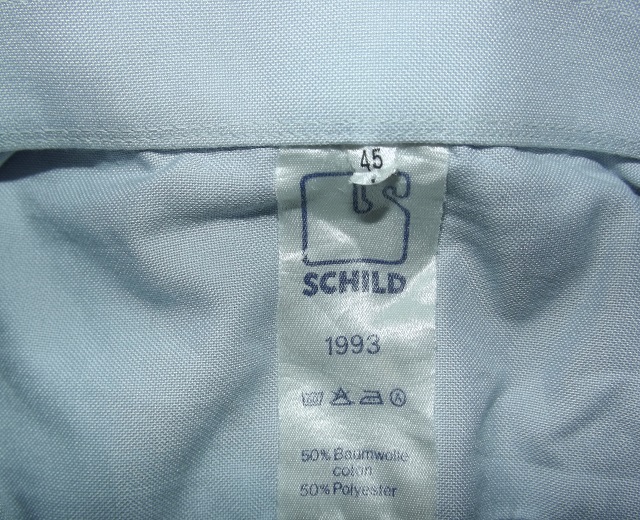 45
SCHILD
1993
50% Baumwolle
coton
50% Polyester